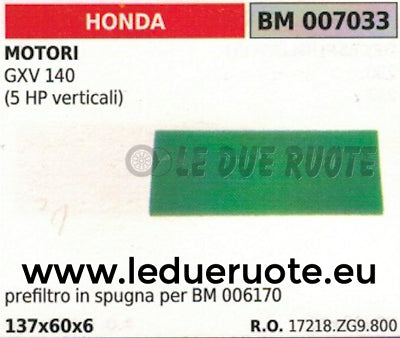 HONDA
BM 007033
MOTORI
GXV 140
(5 HP verticali)
LE DUE RUOTE
www.ledueruote.eu
prefiltro in spugna per BM 006170
137x60x6
R.O. 17218.ZG9.800